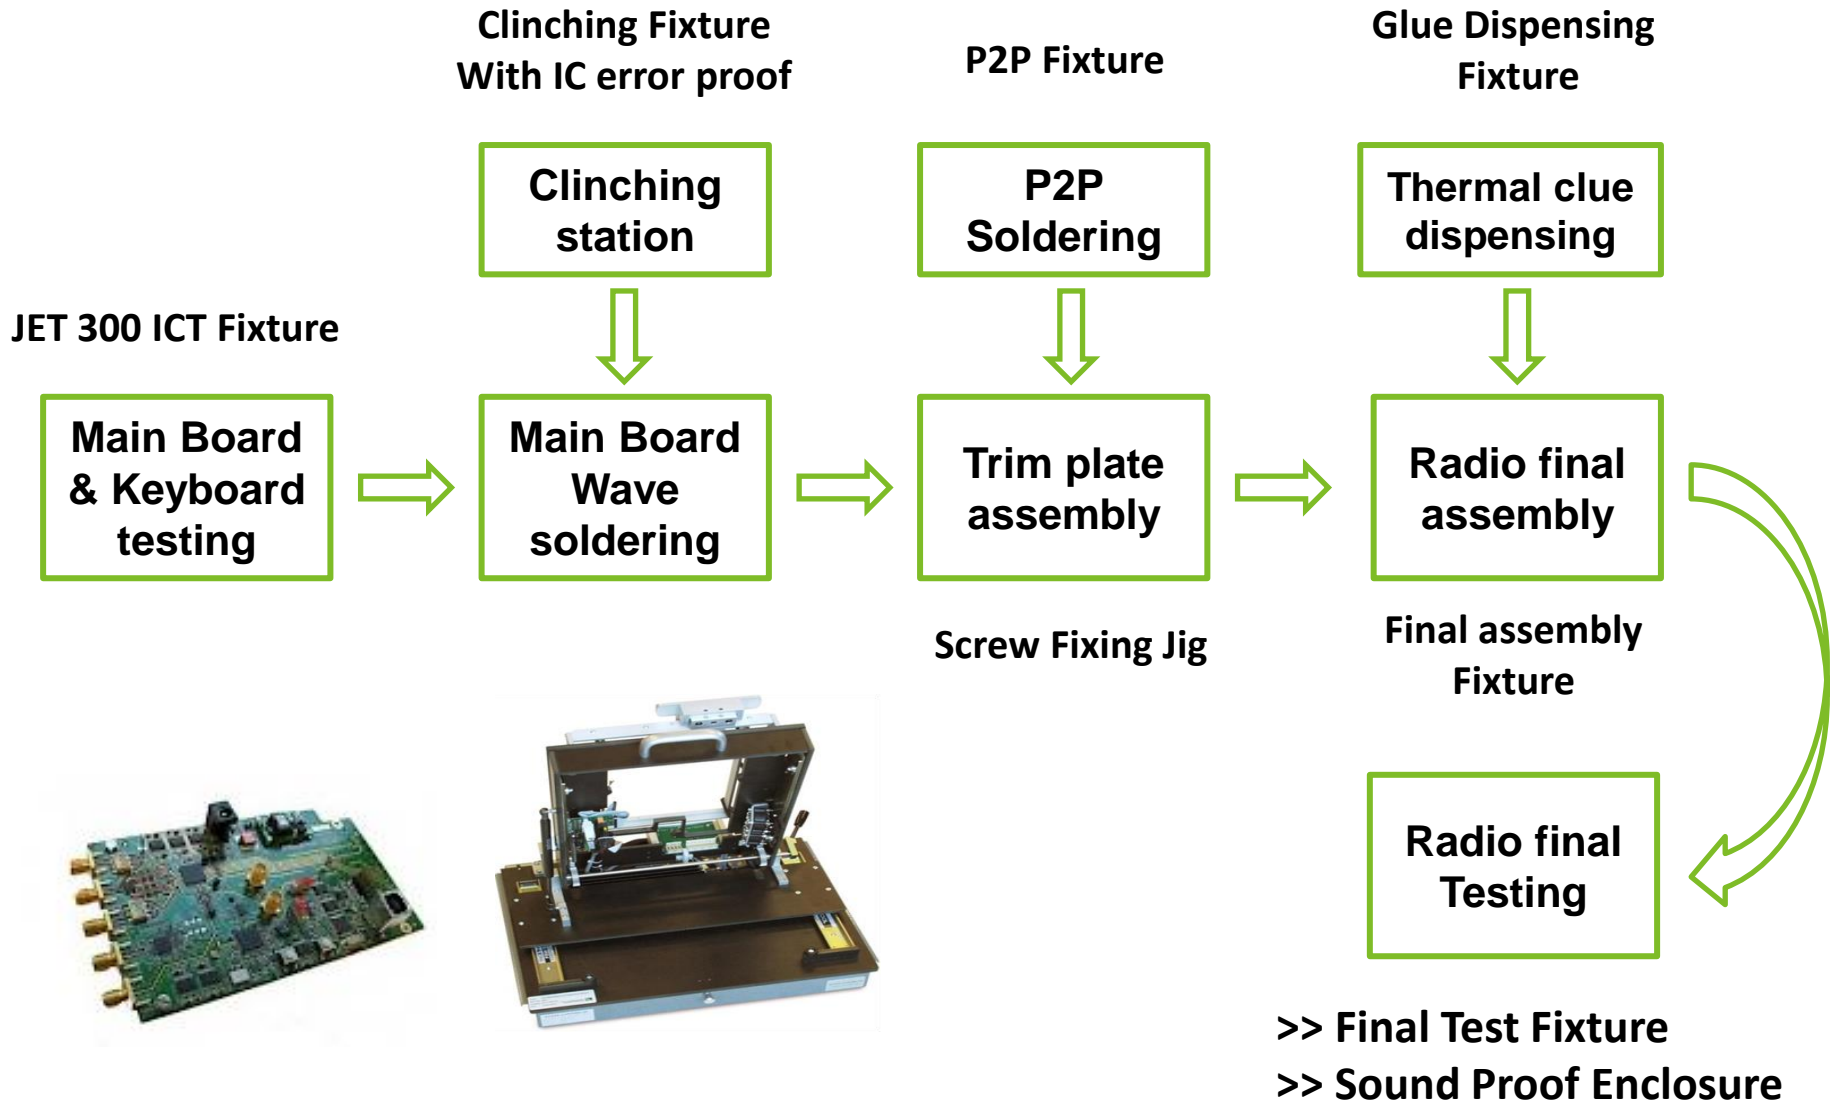 Clinching Fixture
With IC error proof
P2P Fixture
Glue Dispensing
Fixture
Clinching
station
P2P
Soldering
Thermal clue
dispensing
JET 300 ICT Fixture
Main Board
& Keyboard
testing
Main Board
Wave
soldering
Trim plate
assembly
Radio final
assembly
Screw Fixing Jig
Final assembly
Fixture
Radio final
Testing
>> Final Test Fixture
>> Sound Proof Enclosure